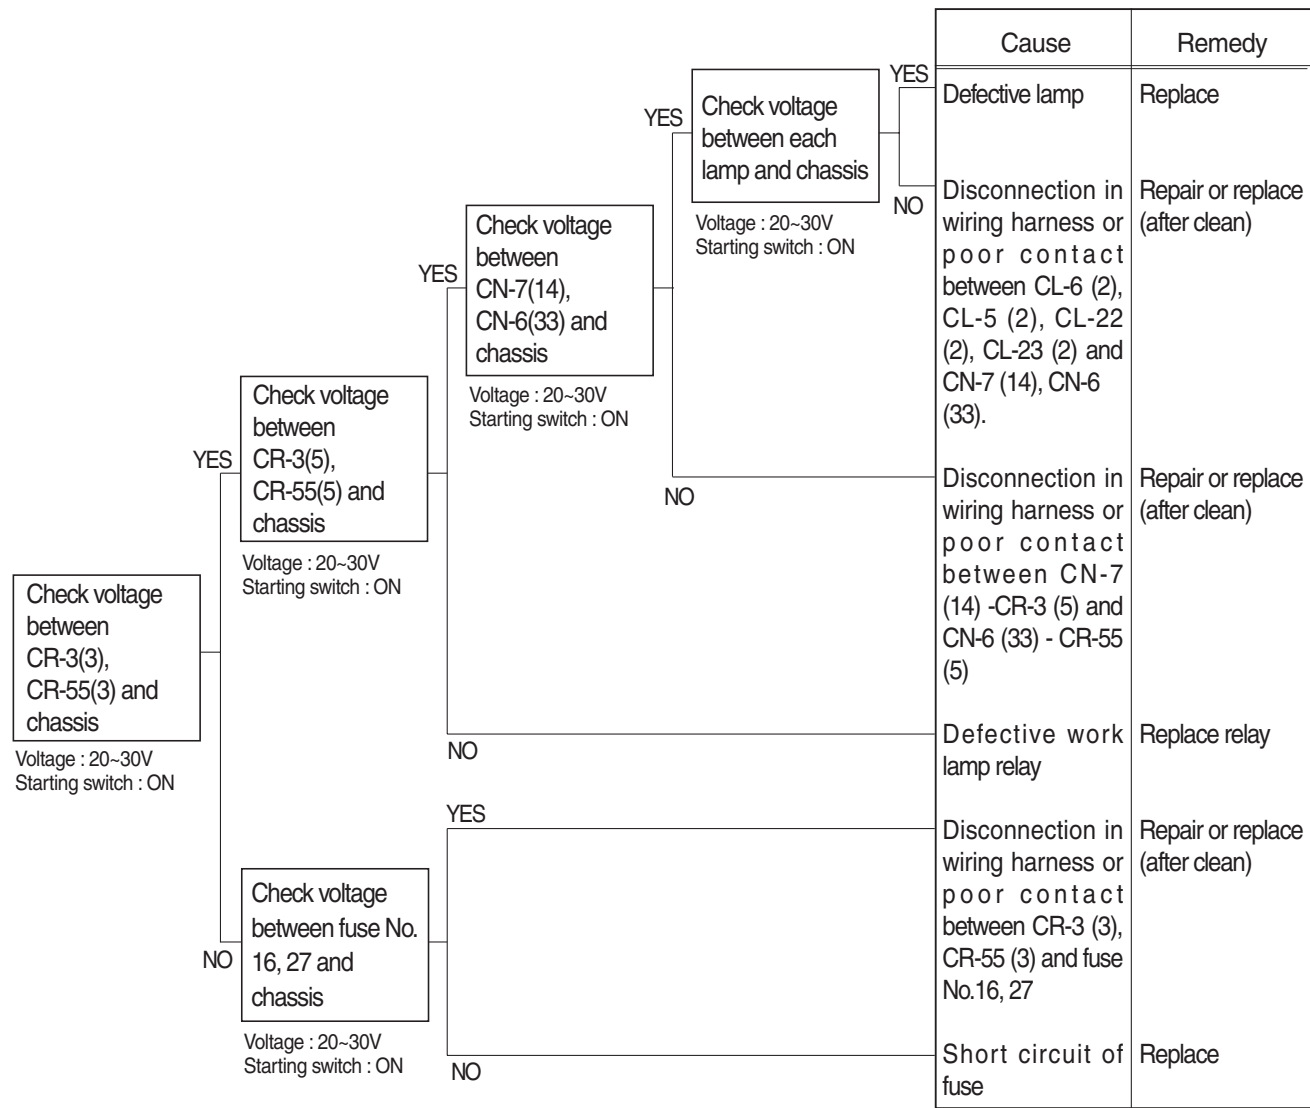 Cause
Remedy
YES
Defective lamp
Replace
Check voltage
between each
lamp and chassis
YES
Voltage : 20~30V
Starting switch : ON
NO
Disconnection in
wiring harness or
poor contact
between CL-6 (2),
CL-5 (2), CL-22
(2), CL-23 (2) and
CN-7 (14), CN-6
(33).
Repair or replace
(after clean)
Check voltage
between
CN-7(14),
CN-6(33) and
chassis
YES
Voltage : 20~30V
Starting switch : ON
NO
Disconnection in
wiring harness or
poor contact
between CN-7
(14) -CR-3 (5) and
CN-6 (33) - CR-55
(5)
Repair or replace
(after clean)
Check voltage
between
CR-3(5),
CR-55(5) and
chassis
YES
Voltage : 20~30V
Starting switch : ON
Check voltage
between
CR-3(3),
CR-55(3) and
chassis
Voltage : 20~30V
Starting switch : ON
NO
Defective work
lamp relay
Replace relay
YES
Disconnection in
wiring harness or
poor contact
between CR-3 (3),
CR-55 (3) and fuse
No.16, 27
Repair or replace
(after clean)
NO
Check voltage
between fuse No.
16, 27 and
chassis
Voltage : 20~30V
Starting switch : ON
NO
Short circuit of
fuse
Replace